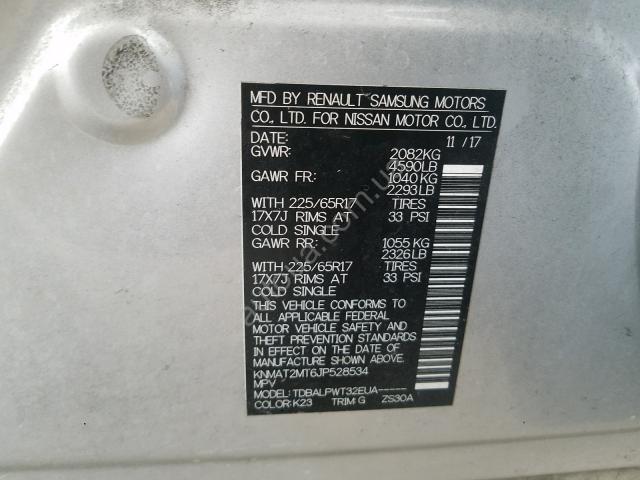 MFD BY RENAULT SAMSUNG MOTORS
CO., LTD. FOR NISSAN MOTOR CO., LTD.
DATE: 11 / 17
GVWR: 2082KG
4590LB
GAWR FR: 1040 KG
2293 LB
WITH 225/65R17 TIRES
17X7J RIMS AT 33 PSI
COLD SINGLE
GAWR RR: 1055 KG
2326 LB
WITH 225/65R17 TIRES
17X7J RIMS AT 33 PSI
COLD SINGLE
THIS VEHICLE CONFORMS TO
ALL APPLICABLE FEDERAL
MOTOR VEHICLE SAFETY AND
THEFT PREVENTION STANDARDS
IN EFFECT ON THE DATE OF
MANUFACTURE SHOWN ABOVE.
KNMAT2MT6JP528534
MPV
MODEL: TDBALPWT32EUA-----
COLOR: K23 TRIM: G ZS30A